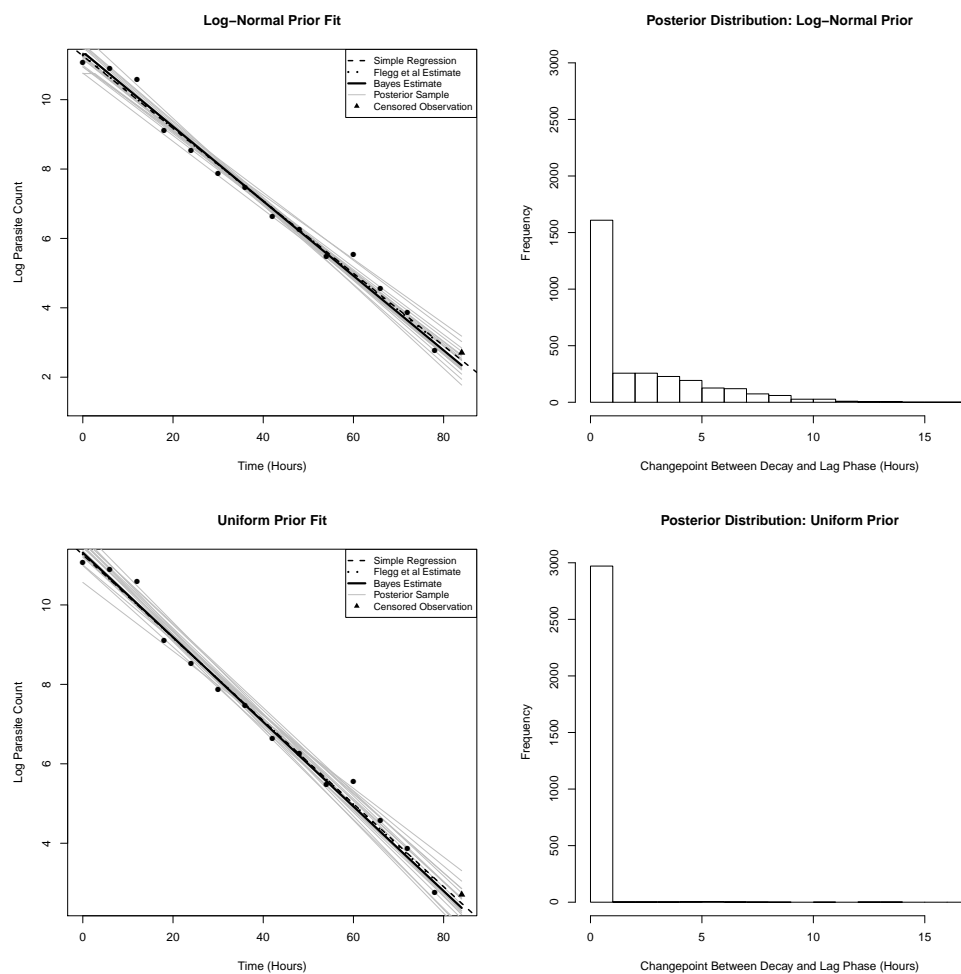 Log−Normal Prior Fit
Log Parasite Count
10
8
6
4
2
0
20
40
60
80
Time (Hours)
Simple Regression
Flegg et al Estimate
Bayes Estimate
Posterior Sample
Censored Observation
Posterior Distribution: Log−Normal Prior
Frequency
3000
2500
2000
1500
1000
500
0
0
5
10
15
Changepoint Between Decay and Lag Phase (Hours)
Uniform Prior Fit
Log Parasite Count
10
8
6
4
0
20
40
60
80
Time (Hours)
Simple Regression
Flegg et al Estimate
Bayes Estimate
Posterior Sample
Censored Observation
Posterior Distribution: Uniform Prior
Frequency
3000
2500
2000
1500
1000
500
0
0
5
10
15
Changepoint Between Decay and Lag Phase (Hours)